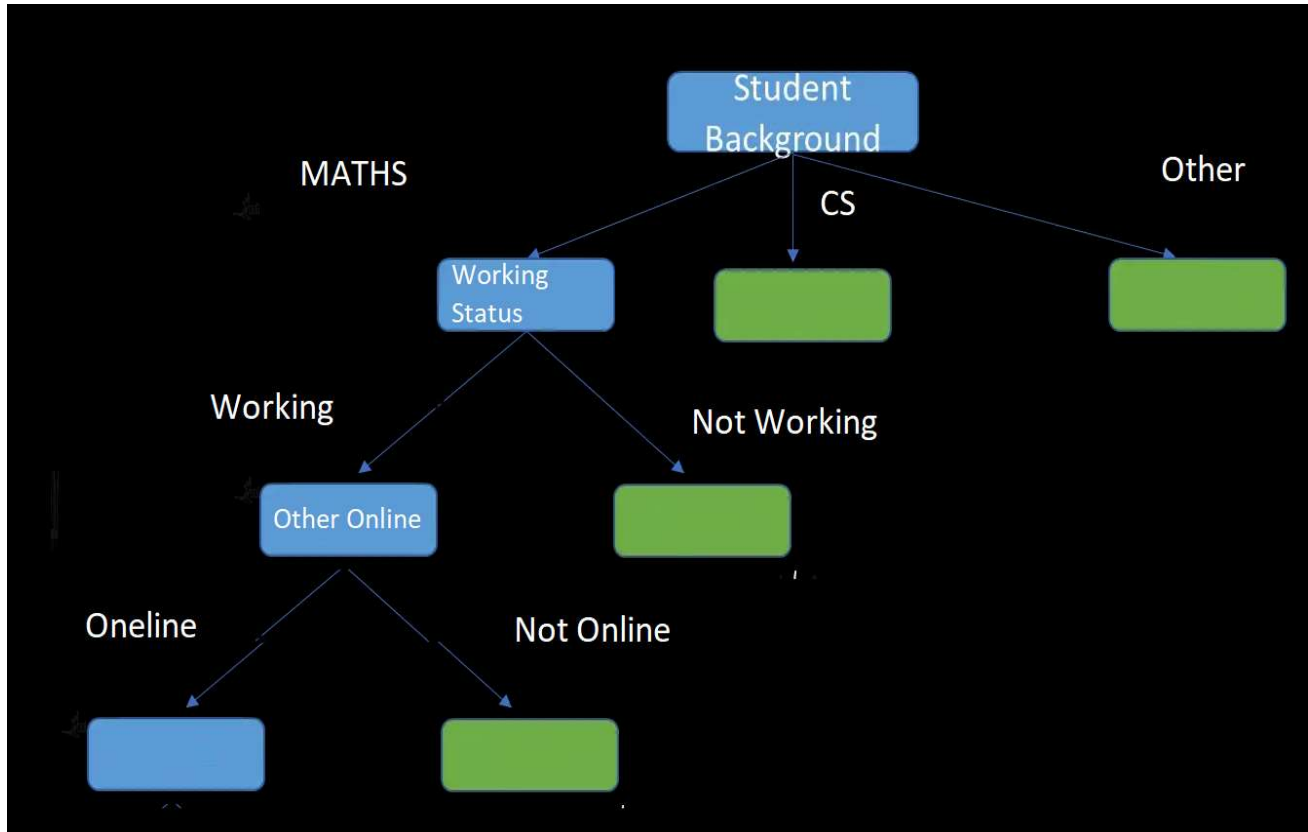 Student
Background
MATHS
CS
Other
Working
Status
Working
Not Working
Other Online
Oneline
Not Online